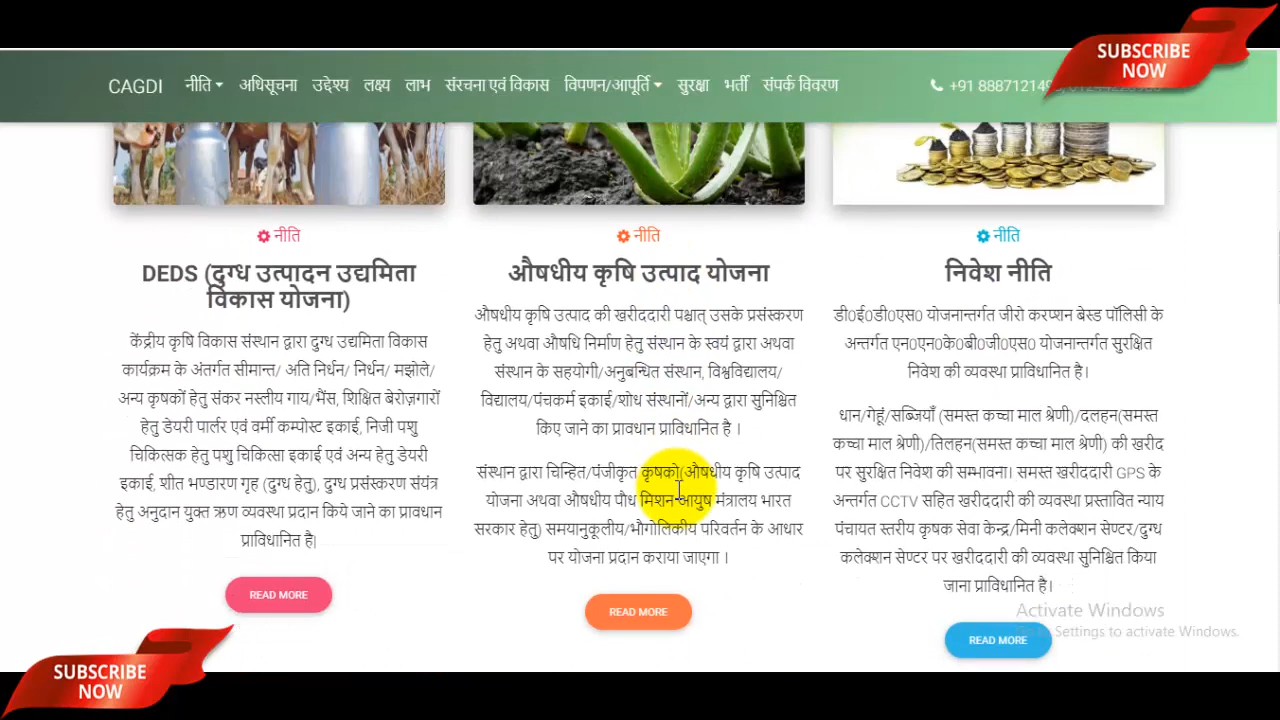 SUBSCRIBE
NOW
CAGDI नीति अधिसूचना उद्देश्य लक्ष्य लाभ संरचना एवं विकास विपणन/आपूर्ति सुरक्षा भर्ती संपर्क विवरण
नीति
DEDS (दुग्ध उत्पादन उद्यमिता
विकास योजना)
केंद्रीय कृषि विकास संस्थान द्वारा दुग्ध उद्यमिता विकास
कार्यक्रम के अंतर्गत सीमान्त/ अति निर्धन/ निर्धन/ मझोले/
अन्य कृषकों हेतु संकर नस्लीय गाय/भैंस, शिक्षित बेरोज़गारों
हेतु डेयरी पार्लर एवं वर्मी कम्पोस्ट इकाई, निजी पशु
चिकित्सिक हेतु पशु चिकित्सा इकाई एवं अन्य हेतु डेयरी
इकाई, शीत भण्डारण गृह (दुग्ध हेतु), दुग्ध प्रसंस्करण संयंत्र
हेतु अनुदान युक्त ऋण व्यवस्था प्रदान किये जाने का प्रावधान
प्राविधानित है|
READ MORE
नीति
औषधीय कृषि उत्पाद योजना
औषधीय कृषि उत्पाद की खरीददारी पश्चात् उसके प्रसंस्करण
हेतु अथवा औषधि निर्माण हेतु संस्थान के स्वयं द्वारा अथवा
संस्थान के सहयोगी/अनुबन्धित संस्थान, विश्वविद्यालय/
विद्यालय/पंचकर्म इकाई/शोध संस्थानों/अन्य द्वारा सुनिश्चित
किए जाने का प्रावधान प्राविधानित है ।
संस्थान द्वारा चिन्हित/पंजीकृत कृषको(औषधीय कृषि उत्पाद
योजना अथवा औषधीय पौध मिशन-आयुष मंत्रालय भारत
सरकार हेतु) समयानुकूलीय/भौगोलिकीय परिवर्तन के आधार
पर योजना प्रदान कराया जाएगा ।
READ MORE
नीति
निवेश नीति
डी0ई0डी0एस0 योजनान्तर्गत जीरो करप्शन बेस्ड पॉलिसी के
अन्तर्गत एन0एन0के0बी0जी0एस0 योजनान्तर्गत सुरक्षित
निवेश की व्यवस्था प्राविधानित है।
धान/गेहूं/सब्जियाँ (समस्त कच्चा माल श्रेणी)/दलहन(समस्त
कच्चा माल श्रेणी)/तिलहन(समस्त कच्चा माल श्रेणी) की खरीद
पर सुरक्षित निवेश की सम्भावना। समस्त खरीददारी GPS के
अन्तर्गत CCTV सहित खरीददारी की व्यवस्था प्रस्तावित न्याय
पंचायत स्तरीय कृषक सेवा केन्द्र/मिनी कलेक्शन सेण्टर/दुग्ध
कलेक्शन सेण्टर पर खरीददारी की व्यवस्था सुनिश्चित किया
जाना प्राविधानित है।
READ MORE
Activate Windows
Settings to activate Windows.
SUBSCRIBE
NOW